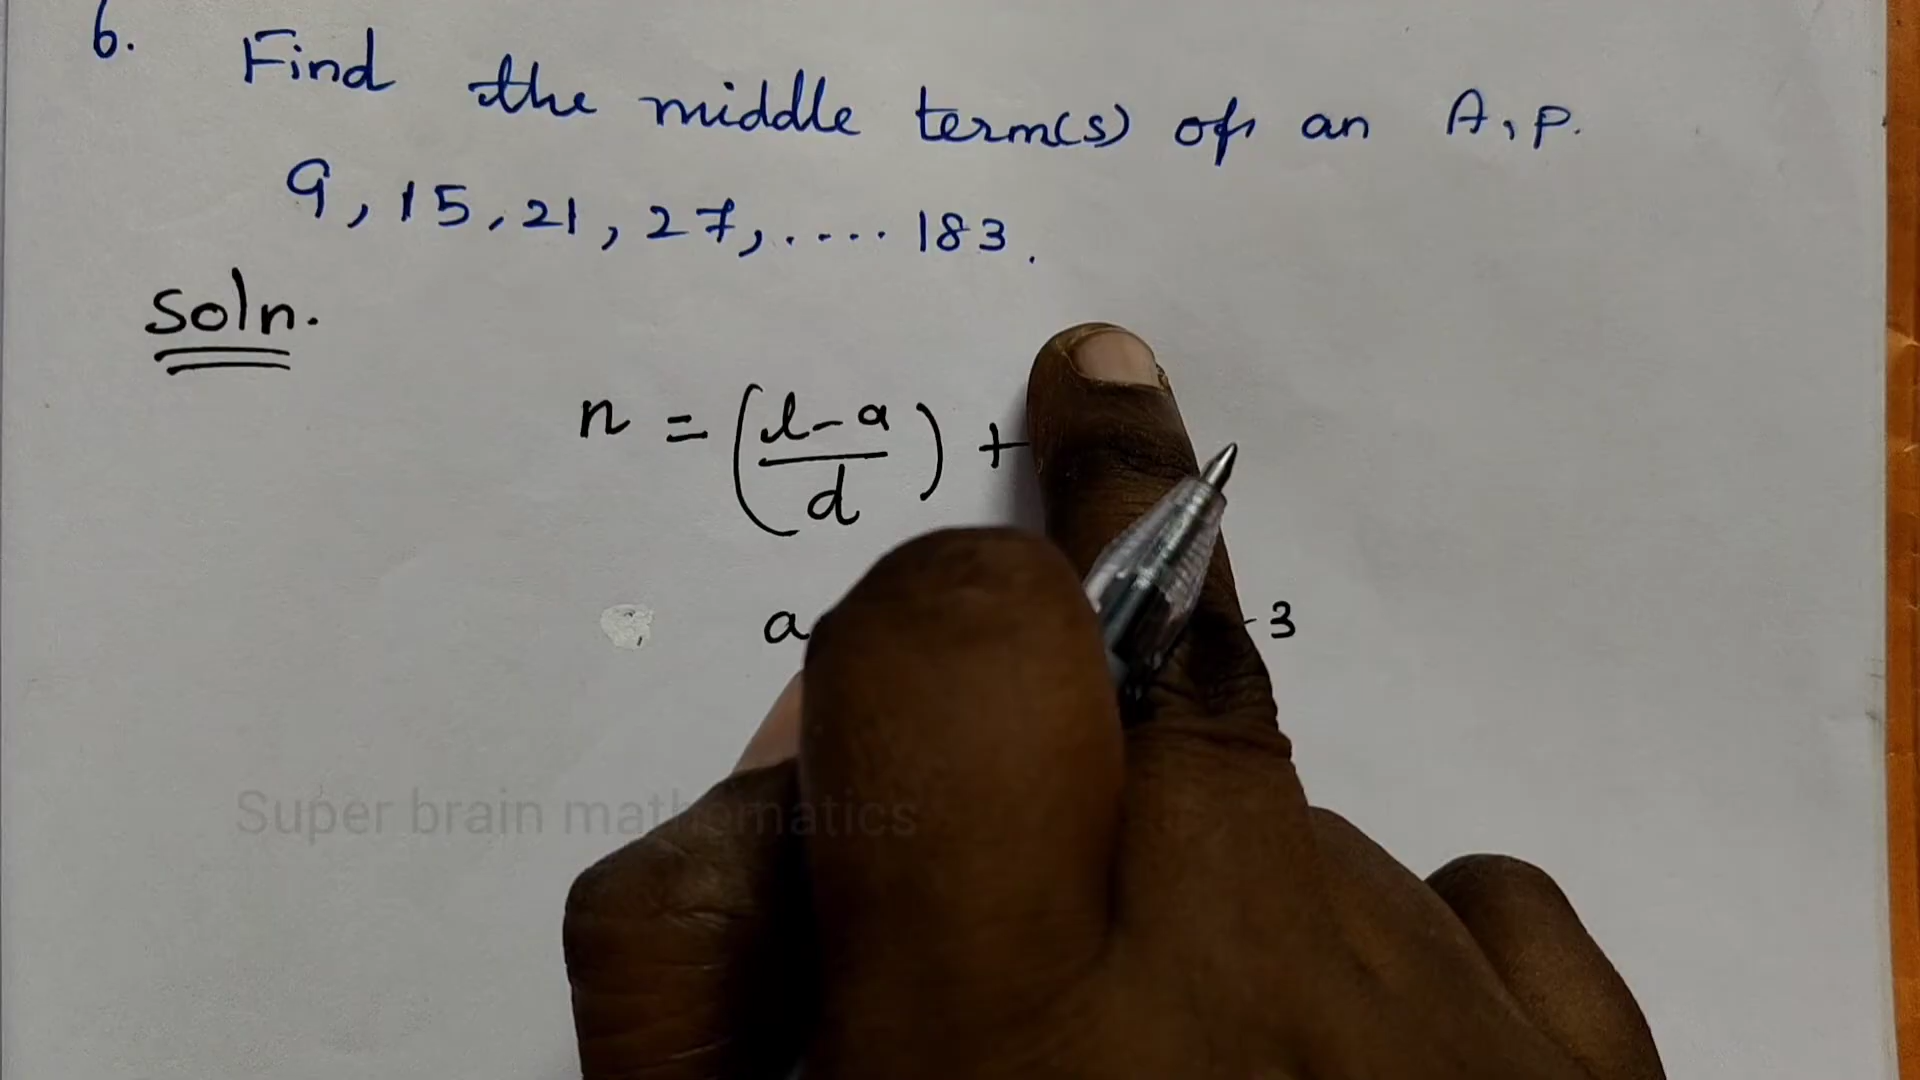 6. Find the middle term(s) of an A.P.
9, 15, 21, 27, .... 183.
Soln.
n = (l-a/d) +
a 3
Super brain mathematics